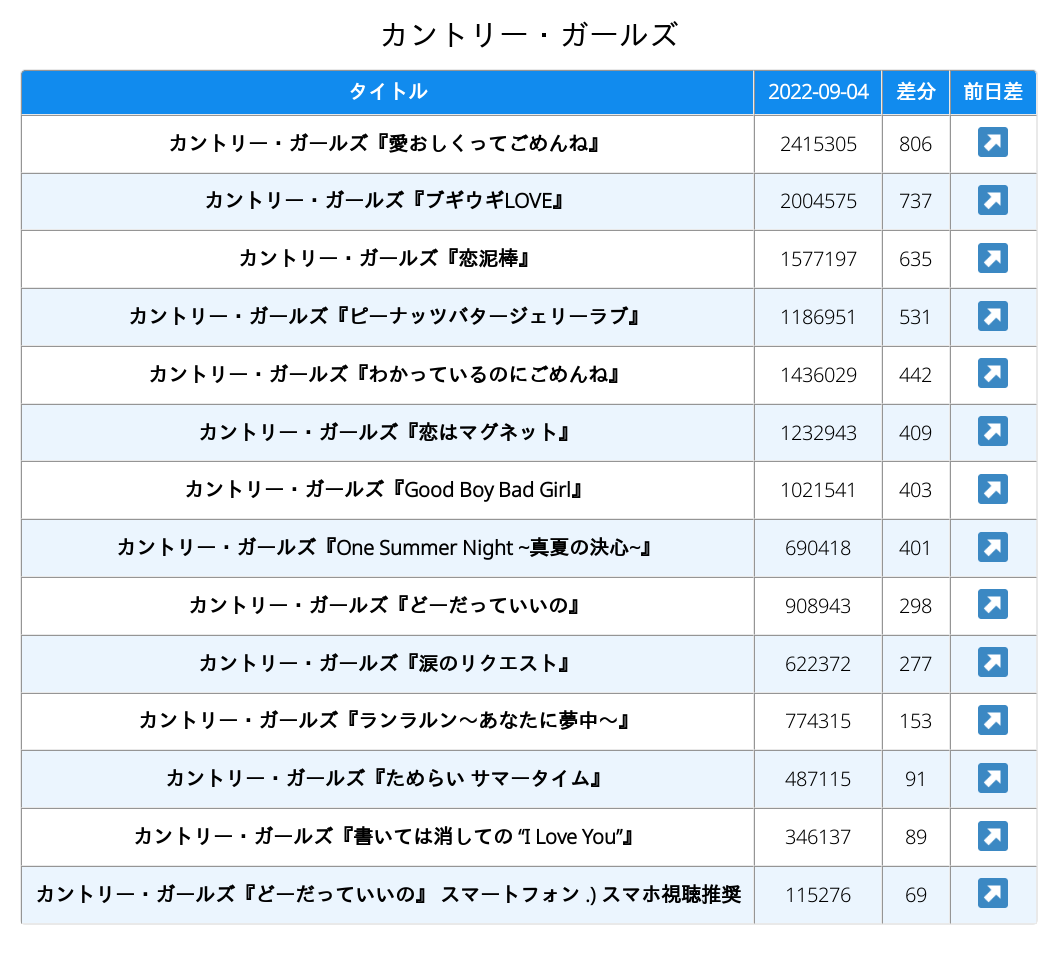 カントリー・ガールズ
タイトル 2022-09-04 差分 前日差
カントリー・ガールズ『愛おしくってごめんね』 2415305 806
カントリー・ガールズ『ブギウギLOVE』 2004575 737
カントリー・ガールズ『恋泥棒』 1577197 635
カントリー・ガールズ『ピーナッツバタージェリーラブ』 1186951 531
カントリー・ガールズ『わかっているのにごめんね』 1436029 442
カントリー・ガールズ『恋はマグネット』 1232943 409
カントリー・ガールズ『Good Boy Bad Girl』 1021541 403
カントリー・ガールズ『One Summer Night ~真夏の決心~』 690418 401
カントリー・ガールズ『どーだっていいの』 908943 298
カントリー・ガールズ『涙のリクエスト』 622372 277
カントリー・ガールズ『ランラルン〜あなたに夢中〜』 774315 153
カントリー・ガールズ『ためらい サマータイム』 487115 91
カントリー・ガールズ『書いては消しての “I Love You”』 346137 89
カントリー・ガールズ『どーだっていいの』 スマートフォン .) スマホ視聴推奨 115276 69